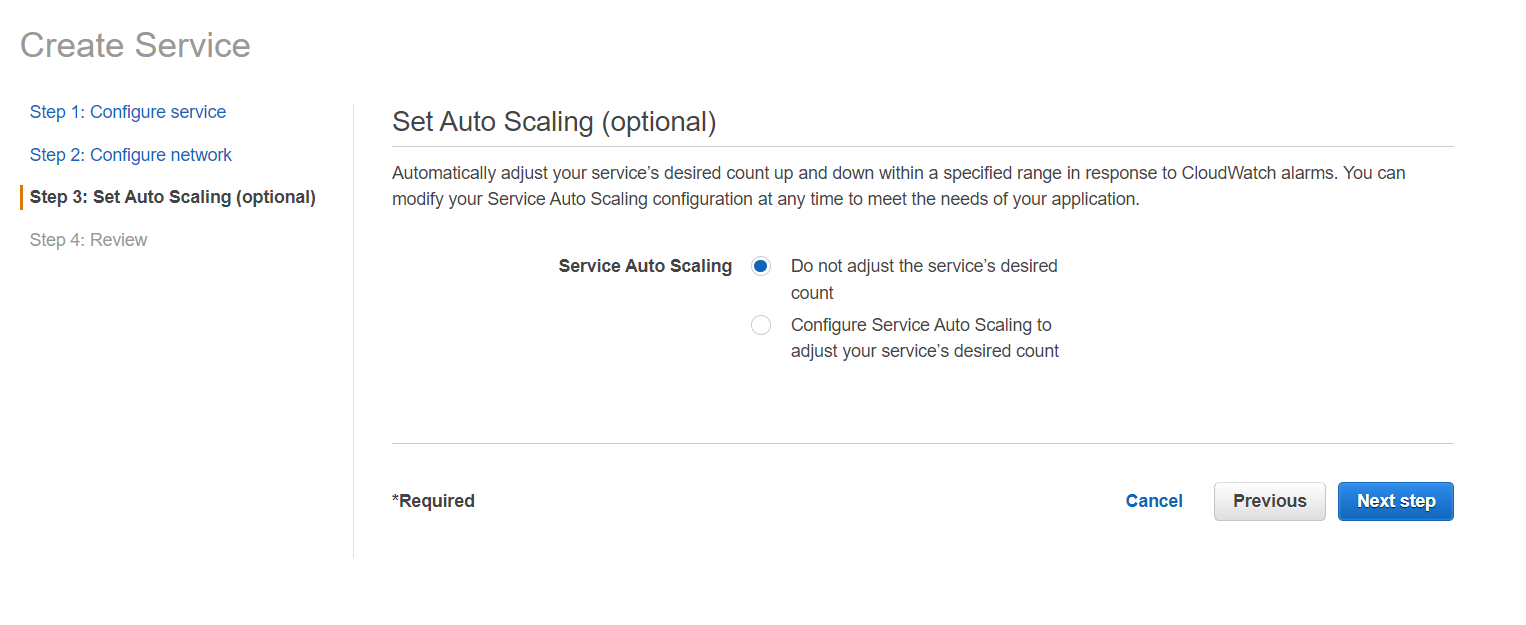 Create Service
Step 1: Configure service
Step 2: Configure network
Step 3: Set Auto Scaling (optional)
Step 4: Review
Set Auto Scaling (optional)
Automatically adjust your service’s desired count up and down within a specified range in response to CloudWatch alarms. You can
modify your Service Auto Scaling configuration at any time to meet the needs of your application.
Service Auto Scaling
Do not adjust the service’s desired
count
Configure Service Auto Scaling to
adjust your service’s desired count
*Required
Cancel
Previous
Next step